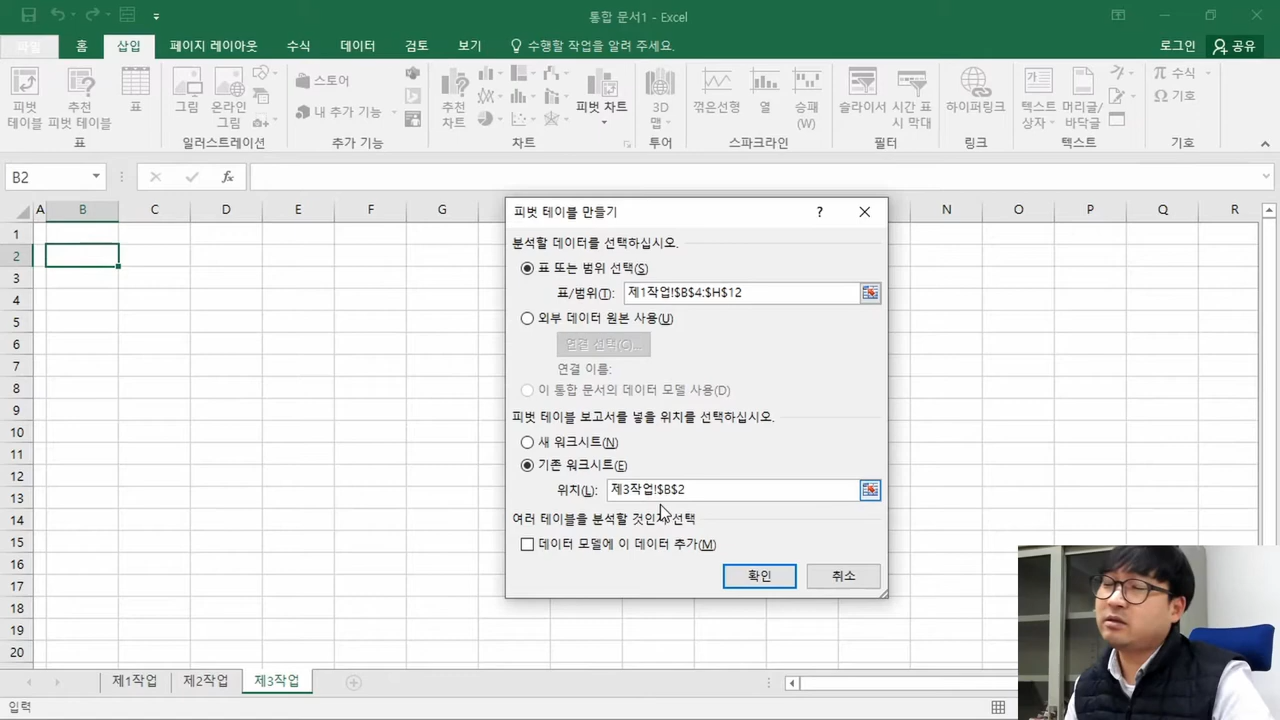 통합 문서1 - Excel
파일 홈 삽입 페이지 레이아웃 수식 데이터 검토 보기 수행할 작업을 알려 주세요. 로그인 공유
피벗 테이블
추천 피벗 테이블
표
그림
온라인 그림
스토어
내 추가 기능
추천 차트
피벗 차트
3D 맵
꺾은선형
열
승패 (W)
슬라이서
시간 표시 막대
하이퍼링크
텍스트 상자
머리글/바닥글
π 수식
Ω 기호
표 일러스트레이션 추가 기능 차트 투어 스파크라인 필터 링크 텍스트 기호
B2 fx
A B C D E F G N O P Q R
피벗 테이블 만들기 ?
분석할 데이터를 선택하십시오.
표 또는 범위 선택(S)
표/범위(T): 제1작업!$B$4:$H$12
외부 데이터 원본 사용(U)
연결 선택(C)...
연결 이름:
이 통합 문서의 데이터 모델 사용(D)
피벗 테이블 보고서를 넣을 위치를 선택하십시오.
새 워크시트(N)
기존 워크시트(E)
위치(L): 제3작업!$B$2
여러 테이블을 분석할 것인지 선택
데이터 모델에 이 데이터 추가(M)
확인 취소
1
2
3
4
5
6
7
8
9
10
11
12
13
14
15
16
17
18
19
20
제1작업 제2작업 제3작업
입력